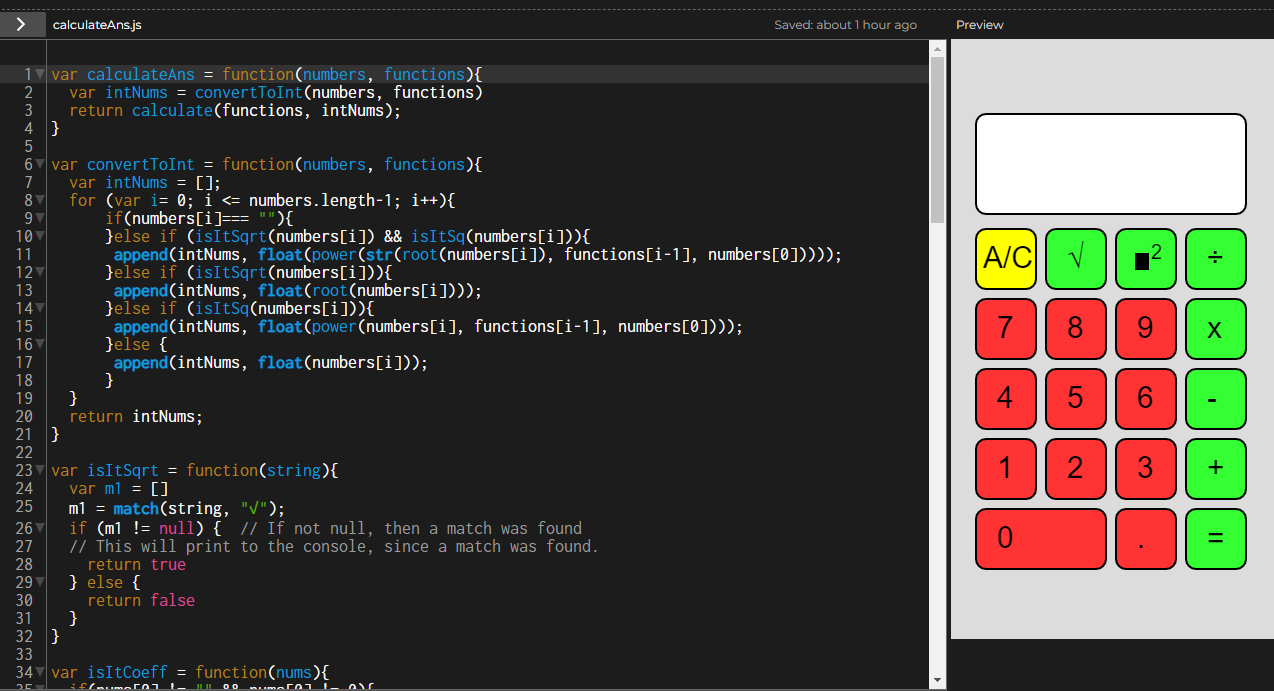 calculateAns.js Saved: about 1 hour ago Preview
1 var calculateAns = function(numbers, functions){
2 var intNums = convertToInt(numbers, functions)
3 return calculate(functions, intNums);
4 }
5
6 var convertToInt = function(numbers, functions){
7 var intNums = [];
8 for (var i= 0; i <= numbers.length-1; i++){
9 if(numbers[i]=== ""){
10 }else if (isItSqrt(numbers[i]) && isItSq(numbers[i])){
11 append(intNums, float(power(str(root(numbers[i]), functions[i-1], numbers[0]))));
12 }else if (isItSqrt(numbers[i])){
13 append(intNums, float(root(numbers[i])));
14 }else if (isItSq(numbers[i])){
15 append(intNums, float(power(numbers[i], functions[i-1], numbers[0])));
16 }else {
17 append(intNums, float(numbers[i]));
18 }
19 }
20 return intNums;
21 }
22
23 var isItSqrt = function(string){
24 var m1 = []
25 m1 = match(string, "√");
26 if (m1 != null) { // If not null, then a match was found
27 // This will print to the console, since a match was found.
28 return true
29 } else {
30 return false
31 }
32 }
33
34 var isItCoeff = function(nums){
35 if(nums[0] != "" && nums[0] != 0){
A/C √ ■² ÷
7 8 9 x
4 5 6 -
1 2 3 +
0 . =